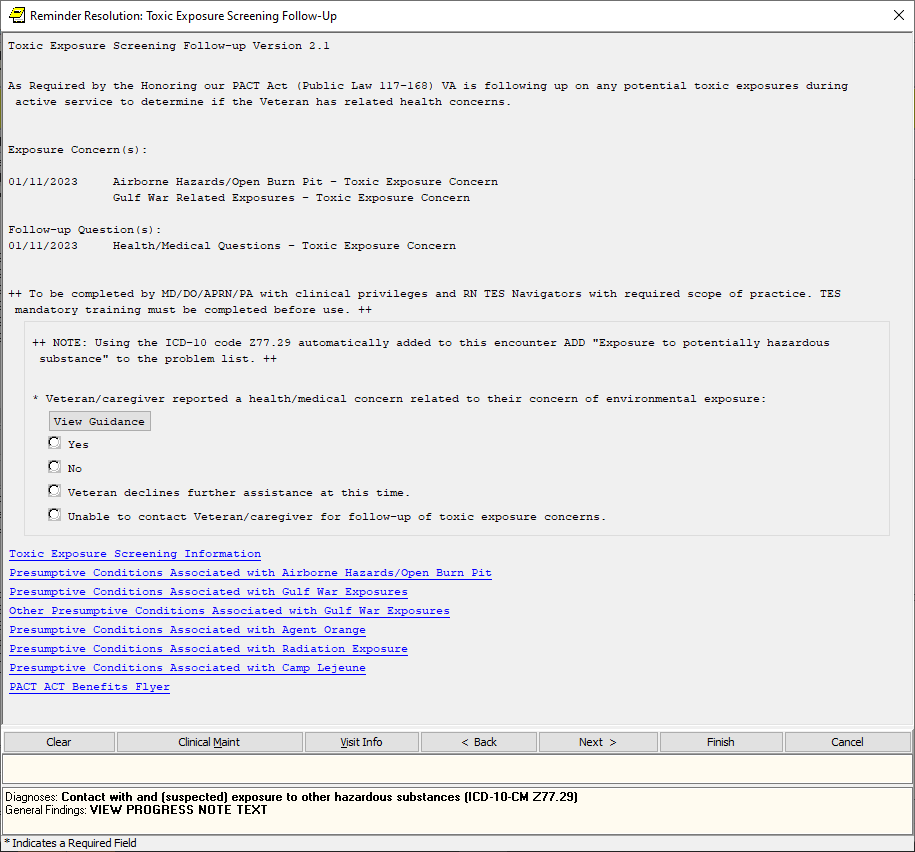 Reminder Resolution: Toxic Exposure Screening Follow-Up
Toxic Exposure Screening Follow-up Version 2.1
As Required by the Honoring our PACT Act (Public Law 117-168) VA is following up on any potential toxic exposures during
active service to determine if the Veteran has related health concerns.
Exposure Concern(s):
01/11/2023 Airborne Hazards/Open Burn Pit - Toxic Exposure Concern
Gulf War Related Exposures - Toxic Exposure Concern
Follow-up Question(s):
01/11/2023 Health/Medical Questions - Toxic Exposure Concern
++ To be completed by MD/DO/APRN/PA with clinical privileges and RN TES Navigators with required scope of practice. TES
mandatory training must be completed before use. ++
++ NOTE: Using the ICD-10 code Z77.29 automatically added to this encounter ADD "Exposure to potentially hazardous
substance" to the problem list. ++
* Veteran/caregiver reported a health/medical concern related to their concern of environmental exposure:
View Guidance
Yes
No
Veteran declines further assistance at this time.
Unable to contact Veteran/caregiver for follow-up of toxic exposure concerns.
Toxic Exposure Screening Information
Presumptive Conditions Associated with Airborne Hazards/Open Burn Pit
Presumptive Conditions Associated with Gulf War Exposures
Other Presumptive Conditions Associated with Gulf War Exposures
Presumptive Conditions Associated with Agent Orange
Presumptive Conditions Associated with Radiation Exposure
Presumptive Conditions Associated with Camp Lejeune
PACT ACT Benefits Flyer
Clear Clinical Maint Visit Info < Back Next > Finish Cancel
Diagnoses: Contact with and (suspected) exposure to other hazardous substances (ICD-10-CM Z77.29)
General Findings: VIEW PROGRESS NOTE TEXT
* Indicates a Required Field